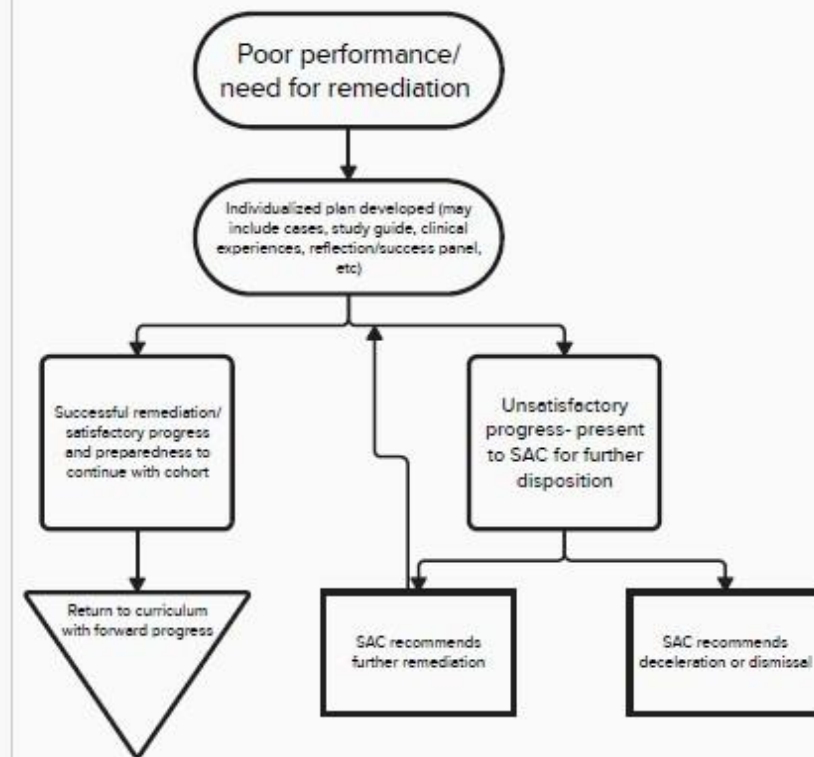 Poor performance/
need for remediation
Individualized plan developed (may
include cases, study guide, clinical
experiences, reflection/success panel,
etc)
Successful remediation/
satisfactory progress
and preparedness to
continue with cohort
Unsatisfactory
progress- present
to SAC for further
disposition
Return to curriculum
with forward progress
SAC recommends
further remediation
SAC recommends
deceleration or dismissal